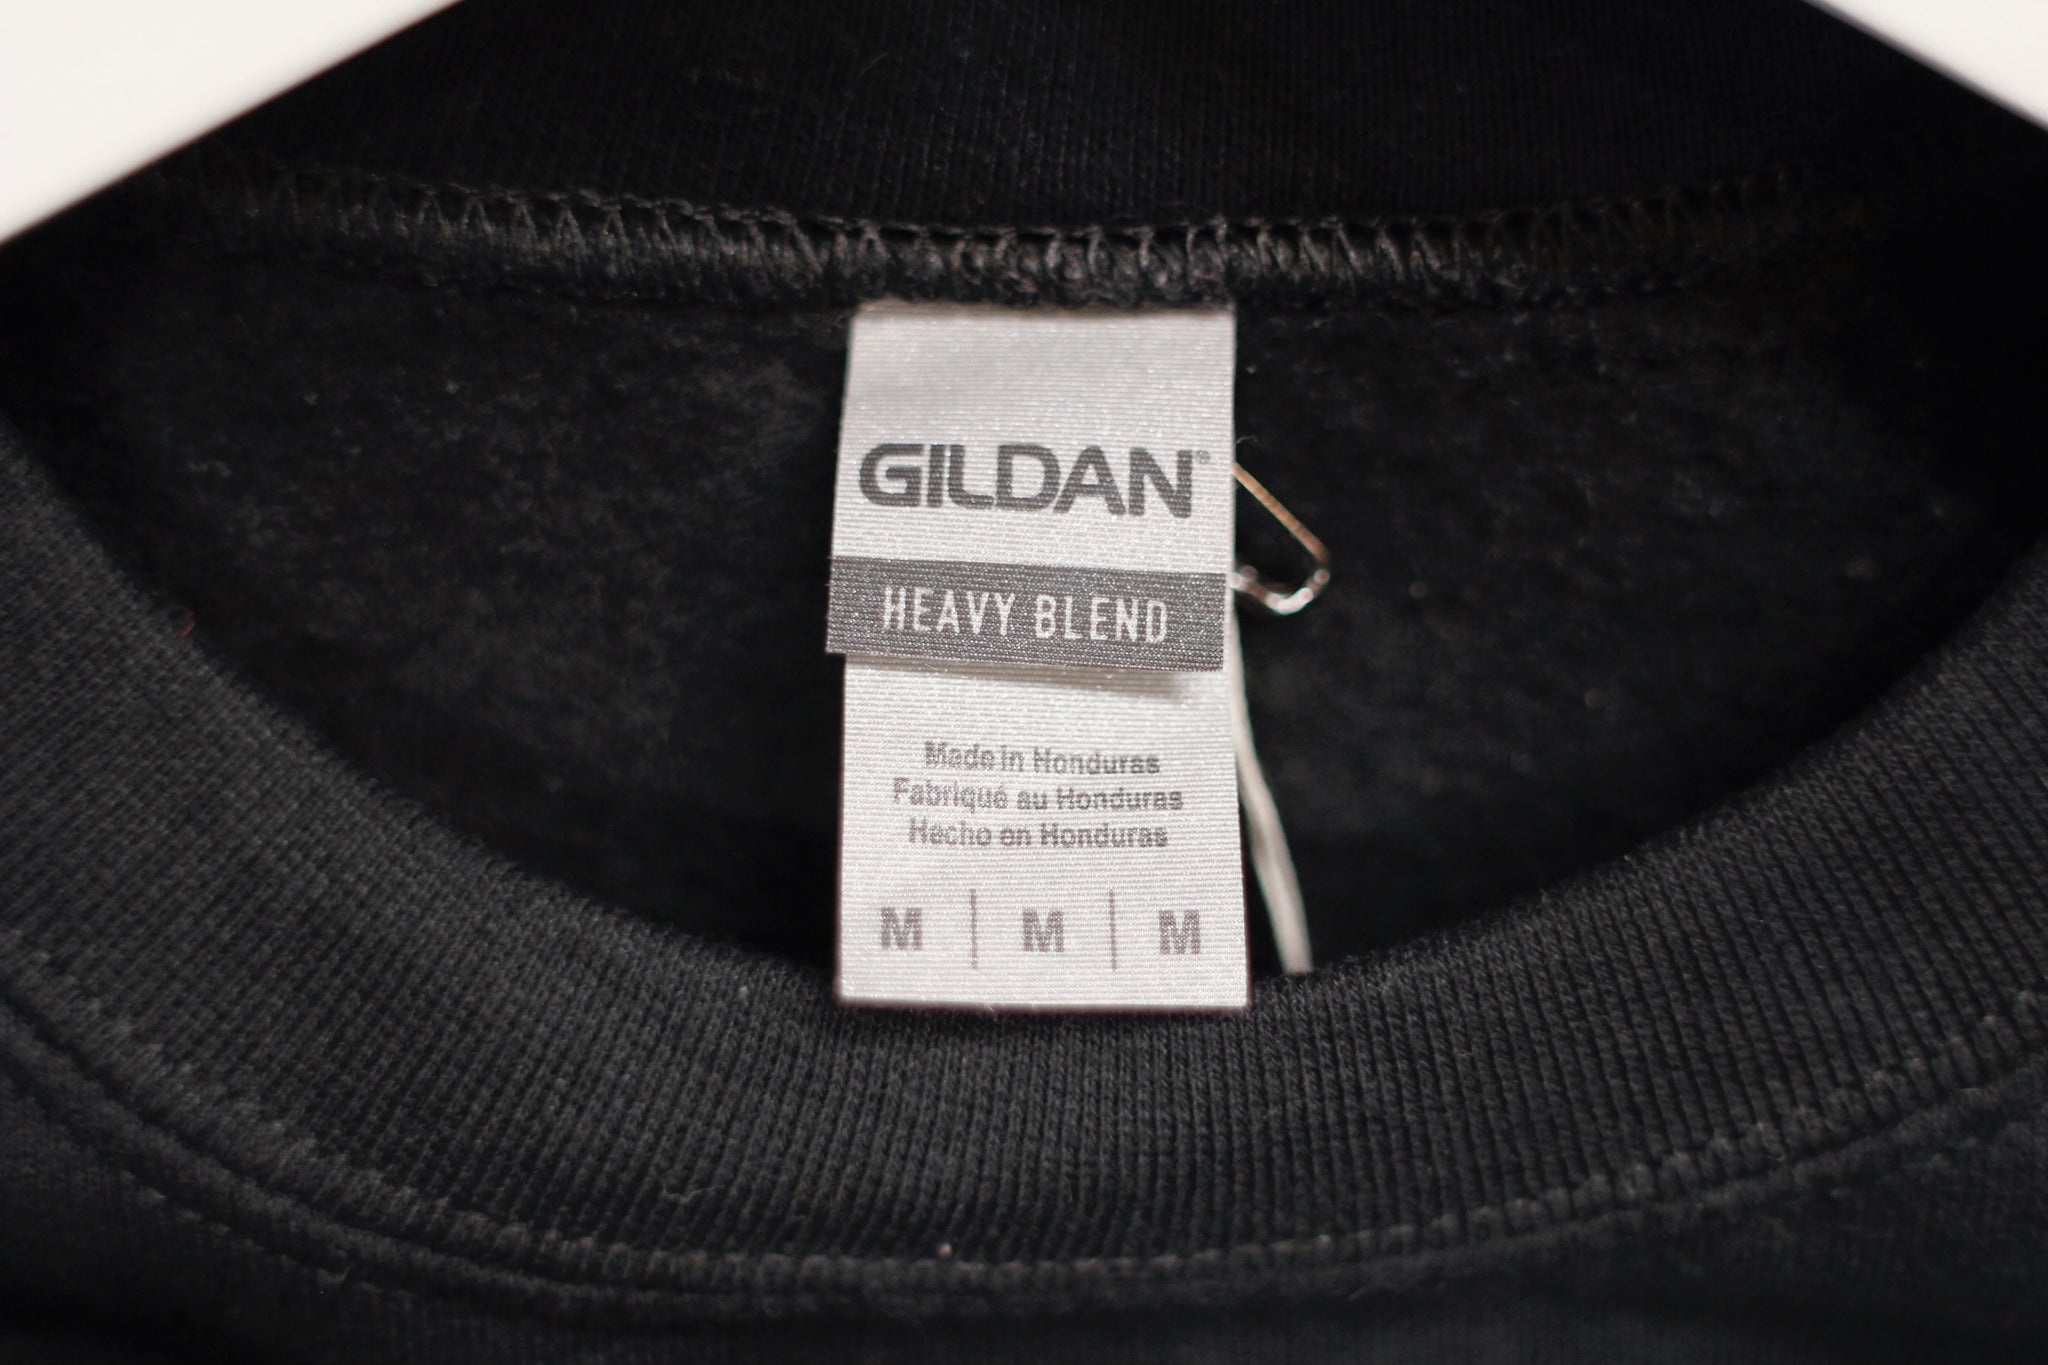 GILDAN®
HEAVY BLEND
Made in Honduras
Fabriqué au Honduras
Hecho en Honduras
M | M | M